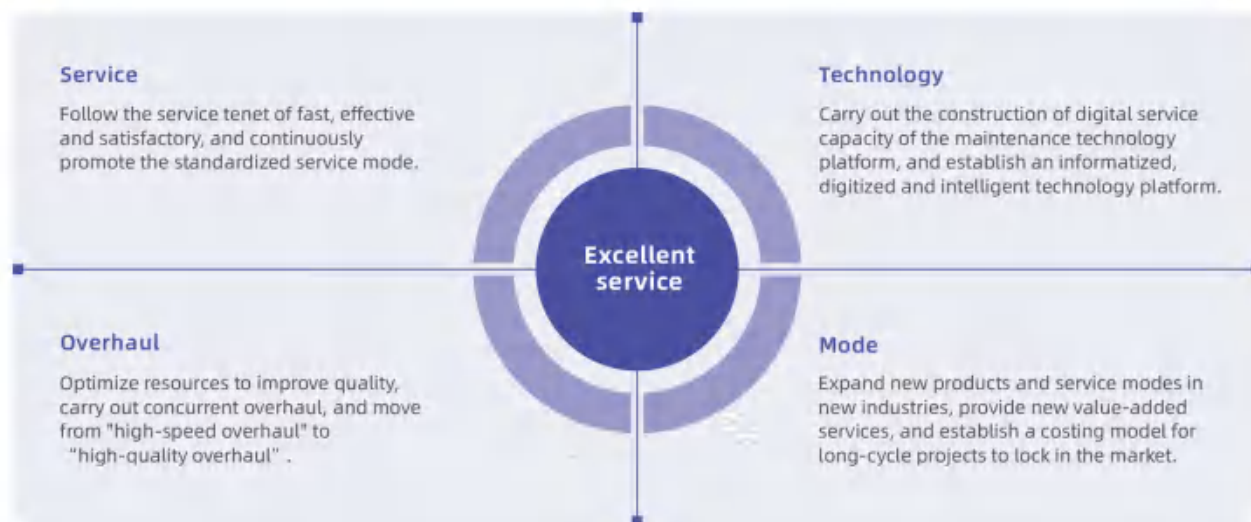 Service
Follow the service tenet of fast, effective
and satisfactory, and continuously
promote the standardized service mode.
Technology
Carry out the construction of digital service
capacity of the maintenance technology
platform, and establish an informatized,
digitized and intelligent technology platform.
Excellent
service
Overhaul
Optimize resources to improve quality,
carry out concurrent overhaul, and move
from "high-speed overhaul" to
“high-quality overhaul”.
Mode
Expand new products and service modes in
new industries, provide new value-added
services, and establish a costing model for
long-cycle projects to lock in the market.